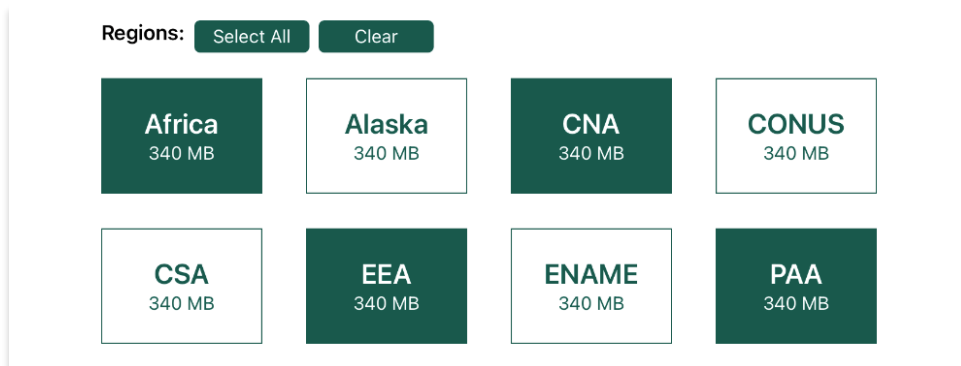 Regions: Select All Clear
Africa Alaska CNA CONUS
340 MB 340 MB 340 MB 340 MB
CSA EEA ENAME PAA
340 MB 340 MB 340 MB 340 MB